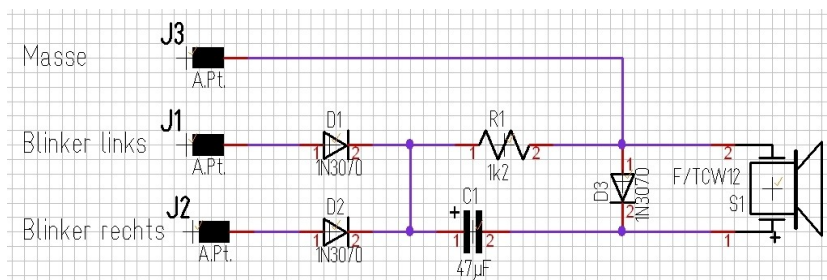 J3
Masse
A.Pt.
J1
Blinker links
A.Pt.
D1
1
2
1N3070
R1
1
2
1k2
2
F/TCW12
S1
1
+
D3
1
2
1N3070
J2
Blinker rechts
A.Pt.
D2
1
2
1N3070
C1
+
1
2
47µF